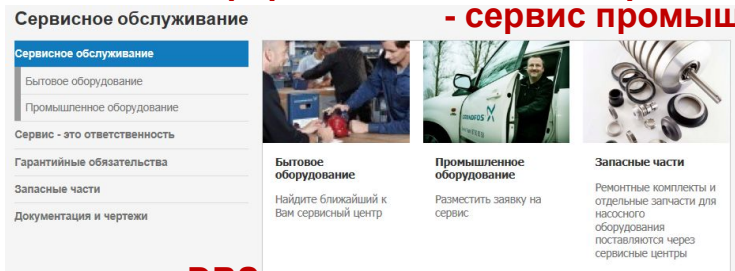 Сервисное обслуживание
- сервис промыш
Сервисное обслуживание
Бытовое оборудование
Промышленное оборудование
Сервис - это ответственность
Гарантийные обязательства
Запасные части
Документация и чертежи
GRUNDFOS
Бытовое
оборудование
Найдите ближайший к
Вам сервисный центр
Промышленное
оборудование
Разместить заявку на
сервис
Запасные части
Ремонтные комплекты и
отдельные запчасти для
насосного
оборудования
поставляются через
сервисные центры